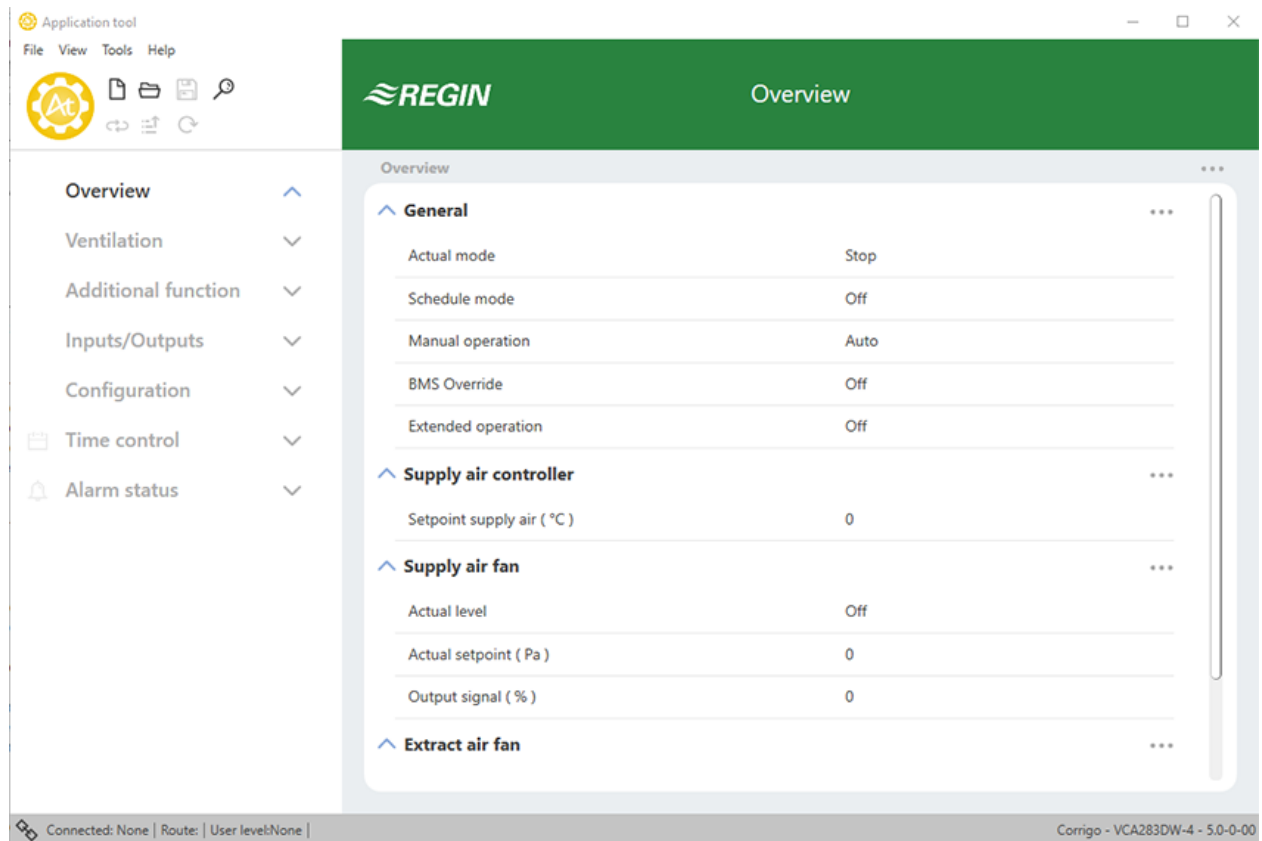 Application tool
File View Tools Help
At
REGIN
Overview
Overview
Ventilation
Additional function
Inputs/Outputs
Configuration
Time control
Alarm status
Overview
General
Actual mode Stop
Schedule mode Off
Manual operation Auto
BMS Override Off
Extended operation Off
Supply air controller
Setpoint supply air ( °C ) 0
Supply air fan
Actual level Off
Actual setpoint ( Pa ) 0
Output signal ( % ) 0
Extract air fan
Connected: None | Route: | User level:None |
Corrigo - VCA283DW-4 - 5.0-0-00